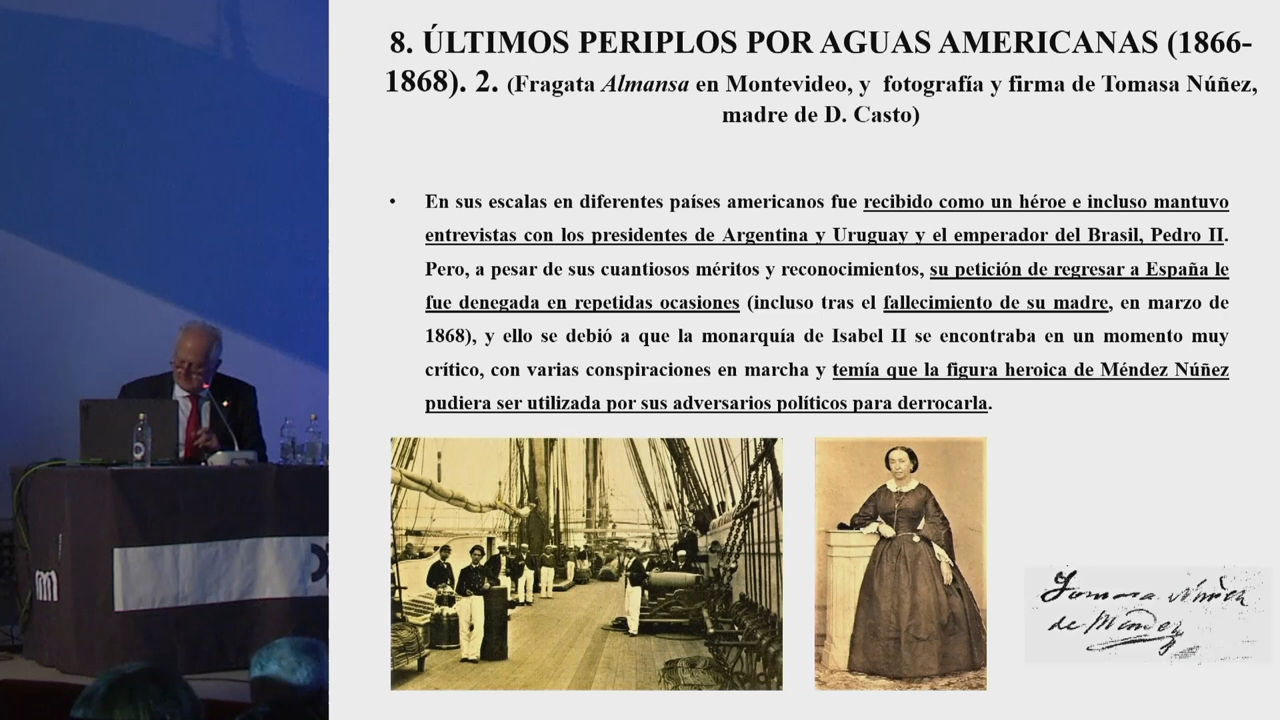 8. ÚLTIMOS PERIPLOS POR AGUAS AMERICANAS (1866-
1868). 2. (Fragata Almansa en Montevideo, y fotografía y firma de Tomasa Núñez,
madre de D. Casto)
• En sus escalas en diferentes países americanos fue recibido como un héroe e incluso mantuvo
entrevistas con los presidentes de Argentina y Uruguay y el emperador del Brasil, Pedro II.
Pero, a pesar de sus cuantiosos méritos y reconocimientos, su petición de regresar a España le
fue denegada en repetidas ocasiones (incluso tras el fallecimiento de su madre, en marzo de
1868), y ello se debió a que la monarquía de Isabel II se encontraba en un momento muy
crítico, con varias conspiraciones en marcha y temía que la figura heroica de Méndez Núñez
pudiera ser utilizada por sus adversarios políticos para derrocarla.
Tomasa Núñez
de Méndez